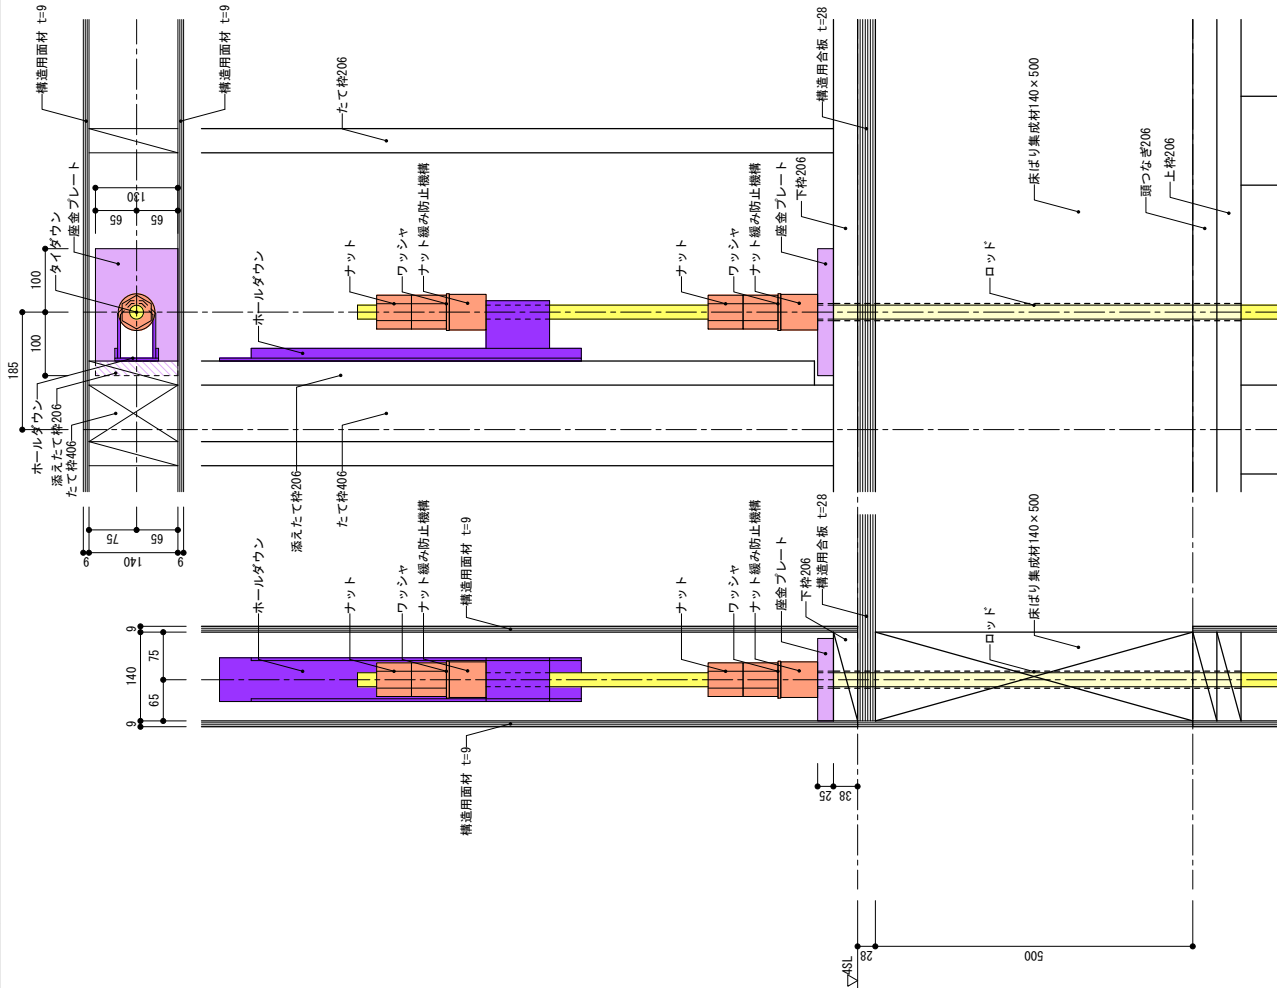 構造用面材 t=9
構造用面材 t=9
座金プレート
タイダウン
130
65
65
100
100
185
ホールダウン
添えたて枠206
たて枠406
75
65
9
140
9
たて枠206
ホールダウン
ナット
ワッシャ
ナット緩み防止機構
ナット
ワッシャ
ナット緩み防止機構
座金プレート
下枠206
構造用合板 t=28
ロッド
床ばり集成材140×500
頭つなぎ206
上枠206
添えたて枠206
たて枠406
ホールダウン
ナット
ワッシャ
ナット緩み防止機構
構造用面材 t=9
ナット
ワッシャ
ナット緩み防止機構
座金プレート
下枠206
構造用合板 t=28
ロッド
床ばり集成材140×500
9
75
140
65
9
構造用面材 t=9
25
38
4SL
28
500